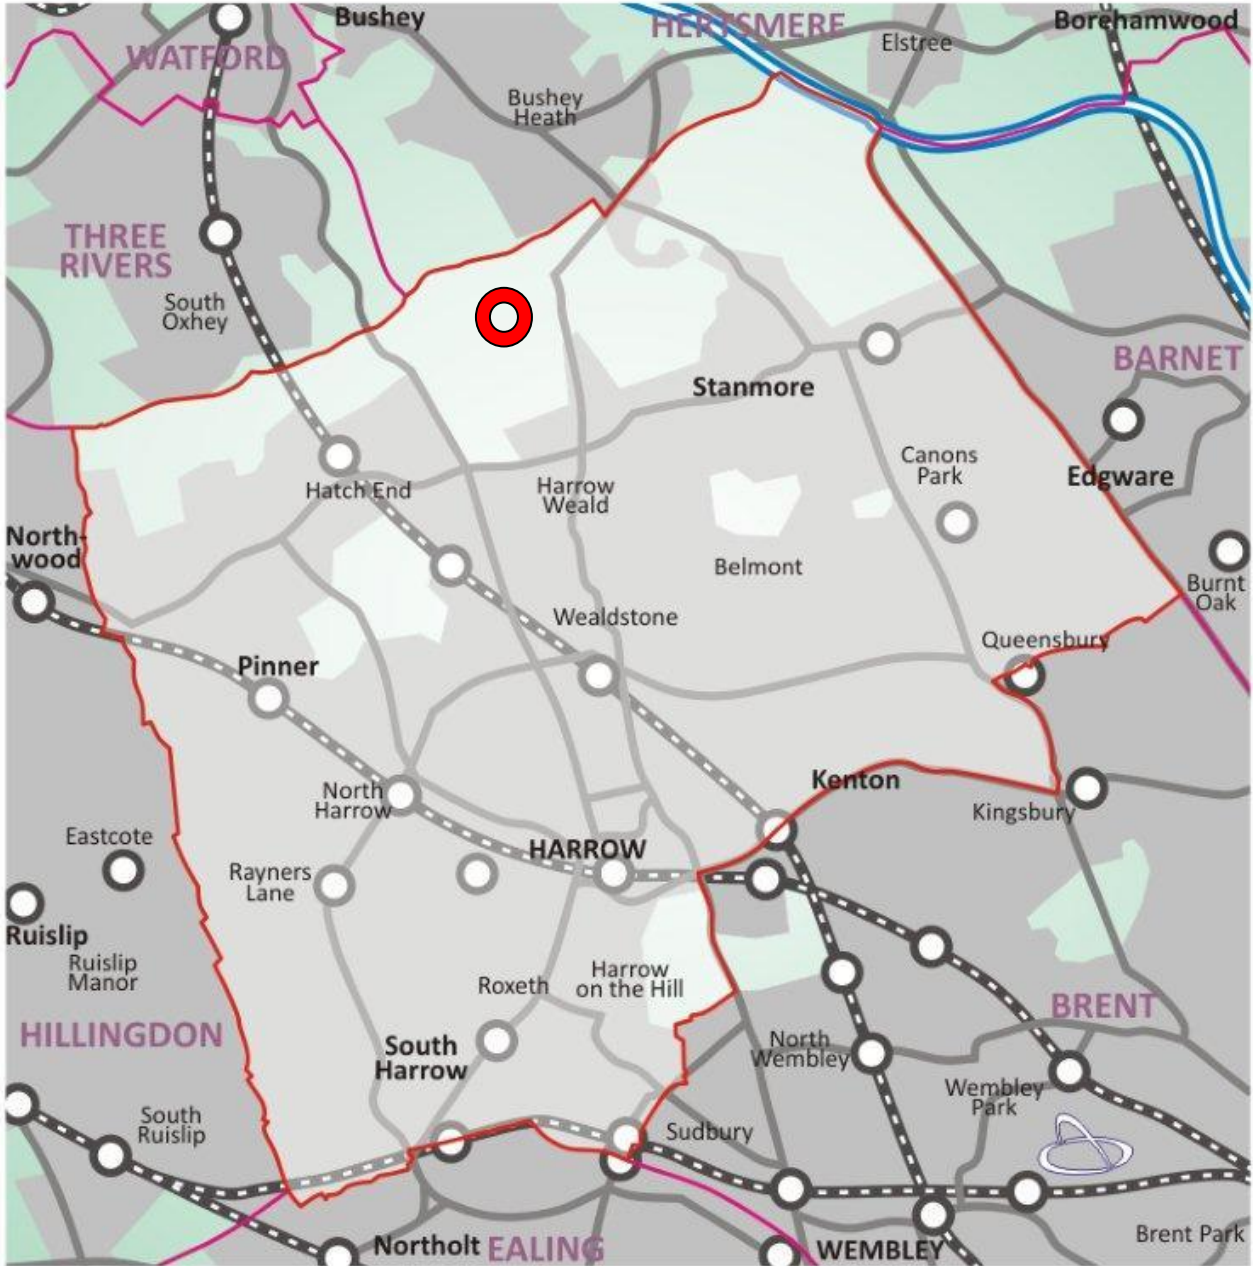 Bushey
HERTSMERE
Borehamwood
Elstree
WATFORD
Bushey
Heath
THREE
RIVERS
South
Oxhey
BARNET
Stanmore
Edgware
Canons
Park
Hatch End
Harrow
Weald
North-
wood
Belmont
Burnt
Oak
Wealdstone
Queensbury
Pinner
Kenton
North
Harrow
Kingsbury
Eastcote
HARROW
Rayners
Lane
Ruislip
Ruislip
Manor
Harrow
on the Hill
Roxeth
BRENT
HILLINGDON
South
Harrow
North
Wembley
Wembley
Park
South
Ruislip
Sudbury
Brent Park
Northolt
EALING
WEMBLEY